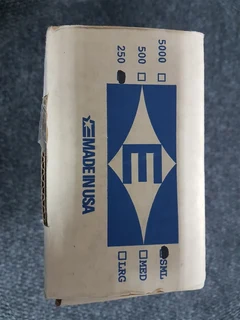 250 500 5000
E
SML MED LRG
MADE IN USA